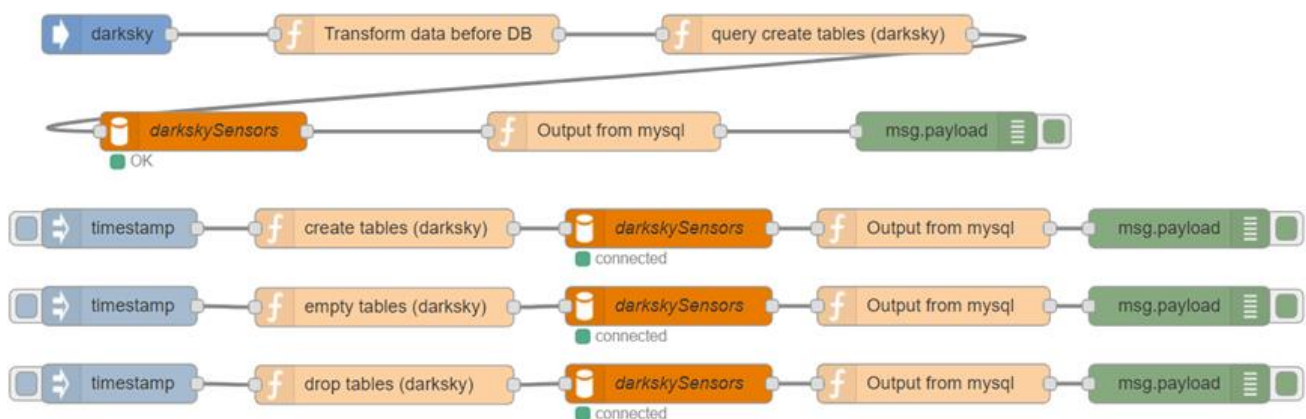 darksky Transform data before DB query create tables (darksky)
darkskySensors Output from mysql msg.payload
OK
timestamp create tables (darksky) darkskySensors Output from mysql msg.payload
connected
timestamp empty tables (darksky) darkskySensors Output from mysql msg.payload
connected
timestamp drop tables (darksky) darkskySensors Output from mysql msg.payload
connected